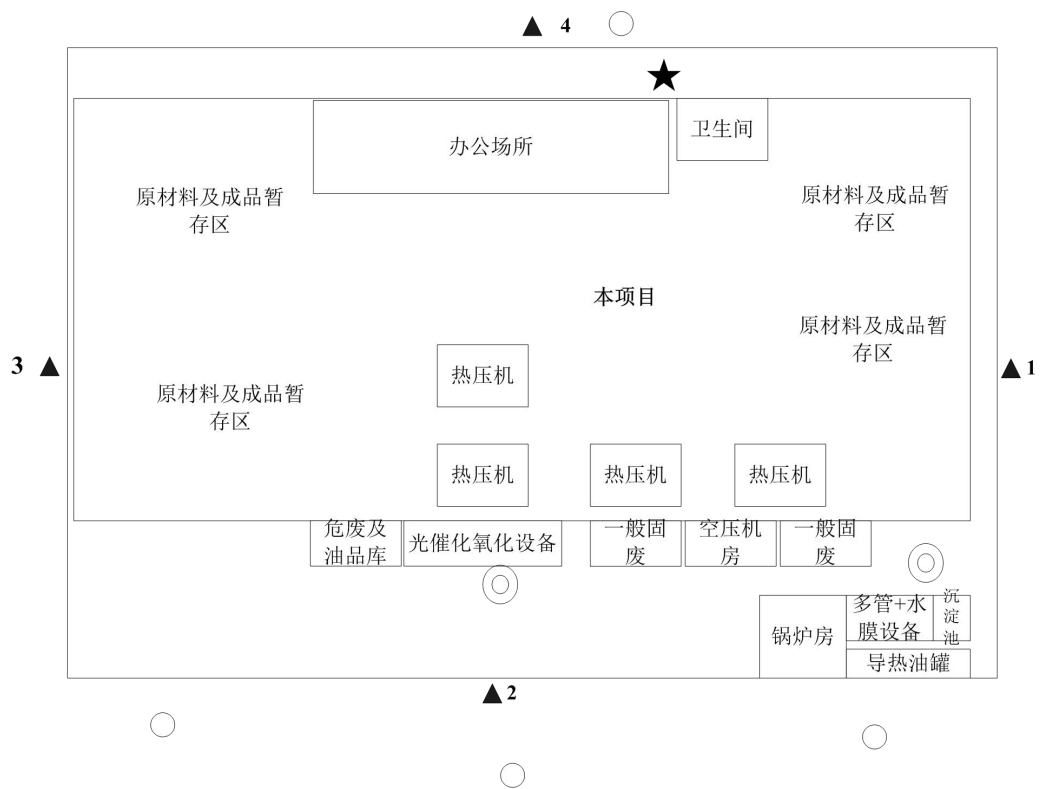 ▲ 4
★
办公场所
卫生间
原材料及成品暂
存区
原材料及成品暂
存区
本项目
原材料及成品暂
存区
3 ▲
▲ 1
热压机
原材料及成品暂
存区
热压机
热压机
热压机
危废及
油品库
光催化氧化设备
一般固
废
空压机
房
一般固
废
锅炉房
多管+水
膜设备
沉
淀
池
导热油罐
▲ 2